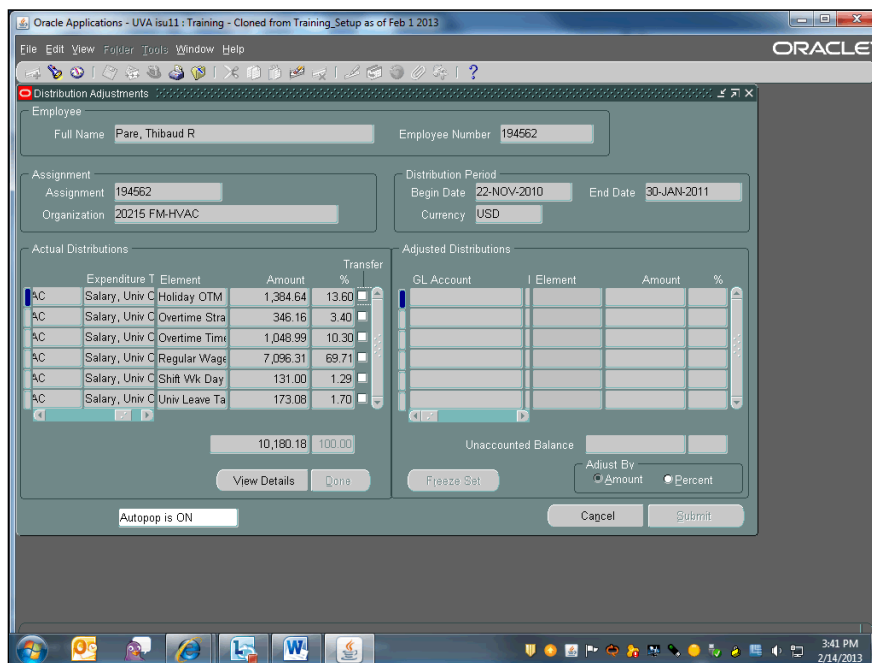 Oracle Applications - UVA isu11 : Training - Cloned from Training_Setup as of Feb 1 2013
File Edit View Folder Tools Window Help
ORACLE
Distribution Adjustments
Employee
Full Name Pare, Thibaud R Employee Number 194562
Assignment
Assignment 194562
Organization 20215 FM-HVAC
Distribution Period
Begin Date 22-NOV-2010 End Date 30-JAN-2011
Currency USD
Actual Distributions
Transfer
Expenditure T Element Amount %
AC Salary, Univ C Holiday OTM 1,384.64 13.60
AC Salary, Univ C Overtime Stra 346.16 3.40
AC Salary, Univ C Overtime Time 1,048.99 10.30
AC Salary, Univ C Regular Wage 7,096.31 69.71
AC Salary, Univ C Shift Wk Day 131.00 1.29
AC Salary, Univ C Univ Leave Ta 173.08 1.70
10,180.18 100.00
View Details Done
Adjusted Distributions
GL Account Element Amount %
Unaccounted Balance
Adjust By
Freeze Set Amount Percent
Autopop is ON Cancel Submit
3:41 PM
2/14/2013